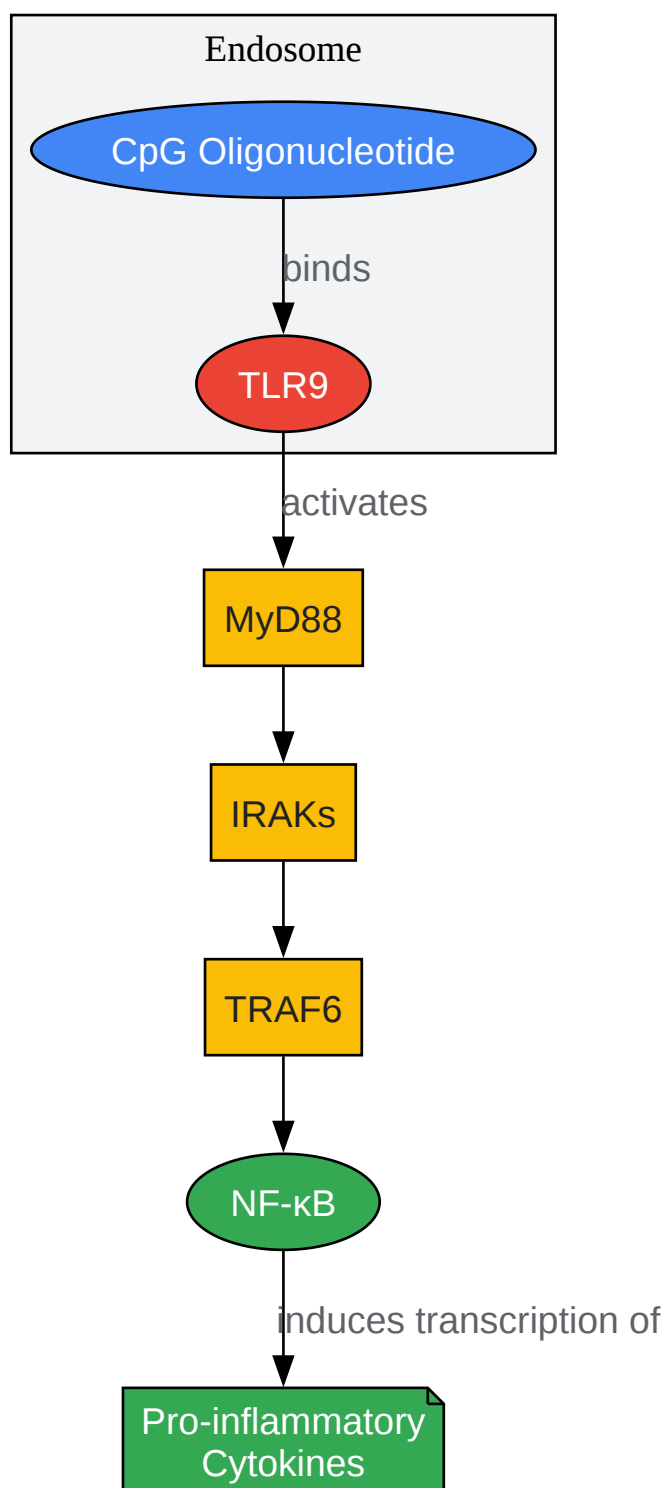 Endosome
CpG Oligonucleotide
binds
TLR9
activates
MyD88
IRAKs
TRAF6
NF-κB
induces transcription of
Pro-inflammatory
Cytokines